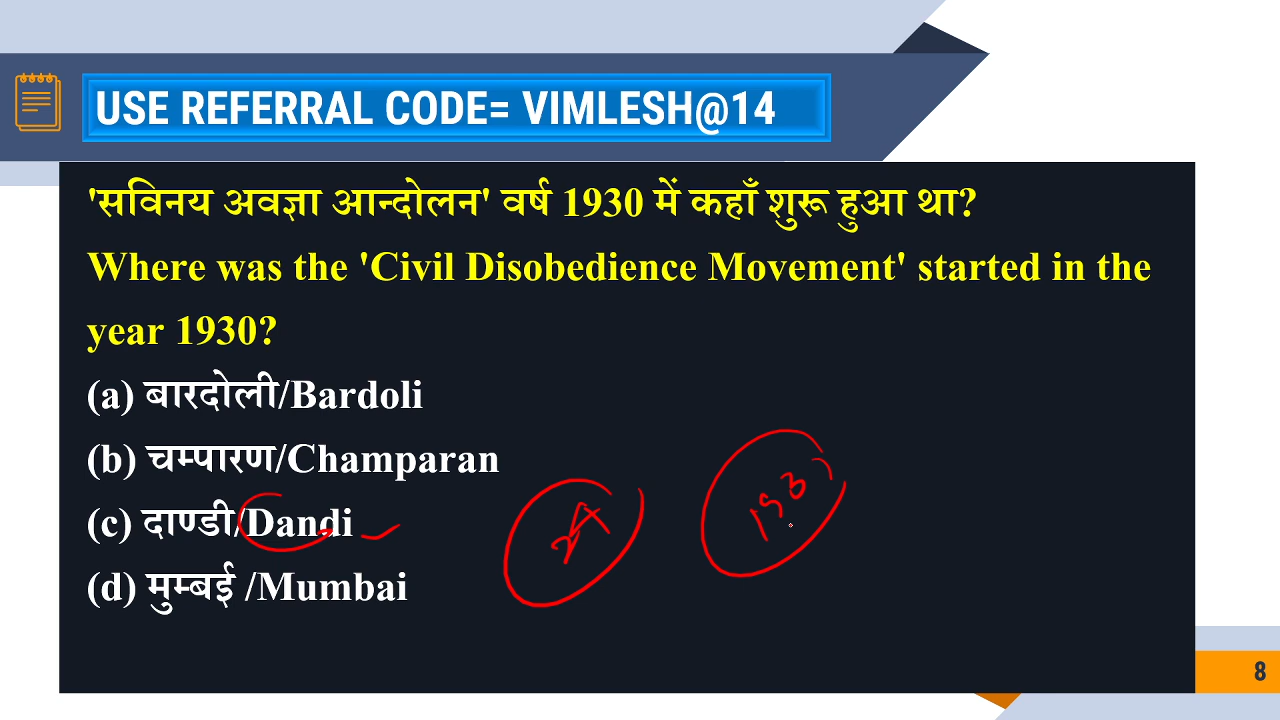 USE REFERRAL CODE= VIMLESH@14
'सविनय अवज्ञा आन्दोलन' वर्ष 1930 में कहाँ शुरू हुआ था?
Where was the 'Civil Disobedience Movement' started in the
year 1930?
(a) बारदोली/Bardoli
(b) चम्पारण/Champaran
(c) दाण्डी/Dandi
(d) मुम्बई /Mumbai
8